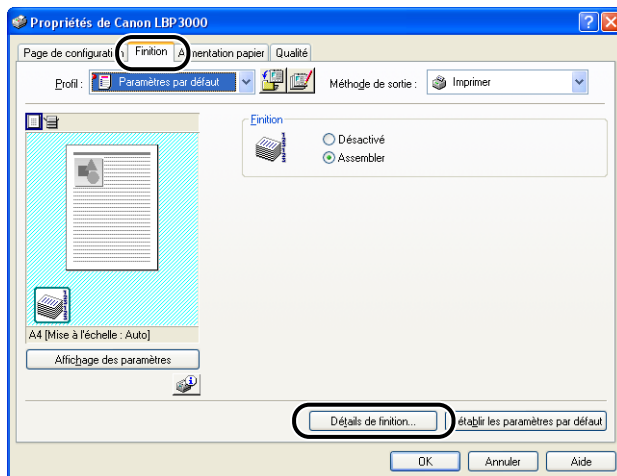 Propriétés de Canon LBP3000
Page de configuration Finition Alimentation papier Qualité
Profil : Paramètres par défaut Méthode de sortie : Imprimer
Finition
Désactivé
Assembler
A4 [Mise à l'échelle : Auto]
Affichage des paramètres
Détails de finition... établir les paramètres par défaut
OK Annuler Aide